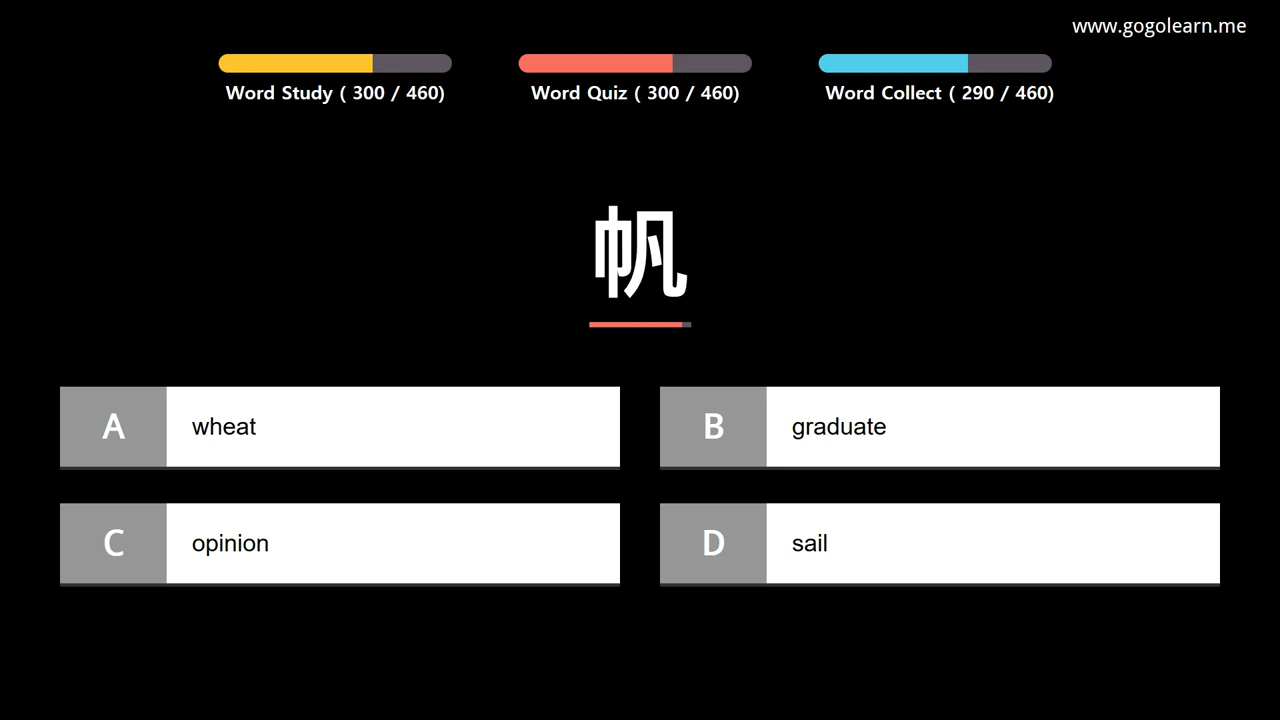 www.gogolearn.me
Word Study ( 300 / 460)
Word Quiz ( 300 / 460)
Word Collect ( 290 / 460)
帆
A wheat
B graduate
C opinion
D sail